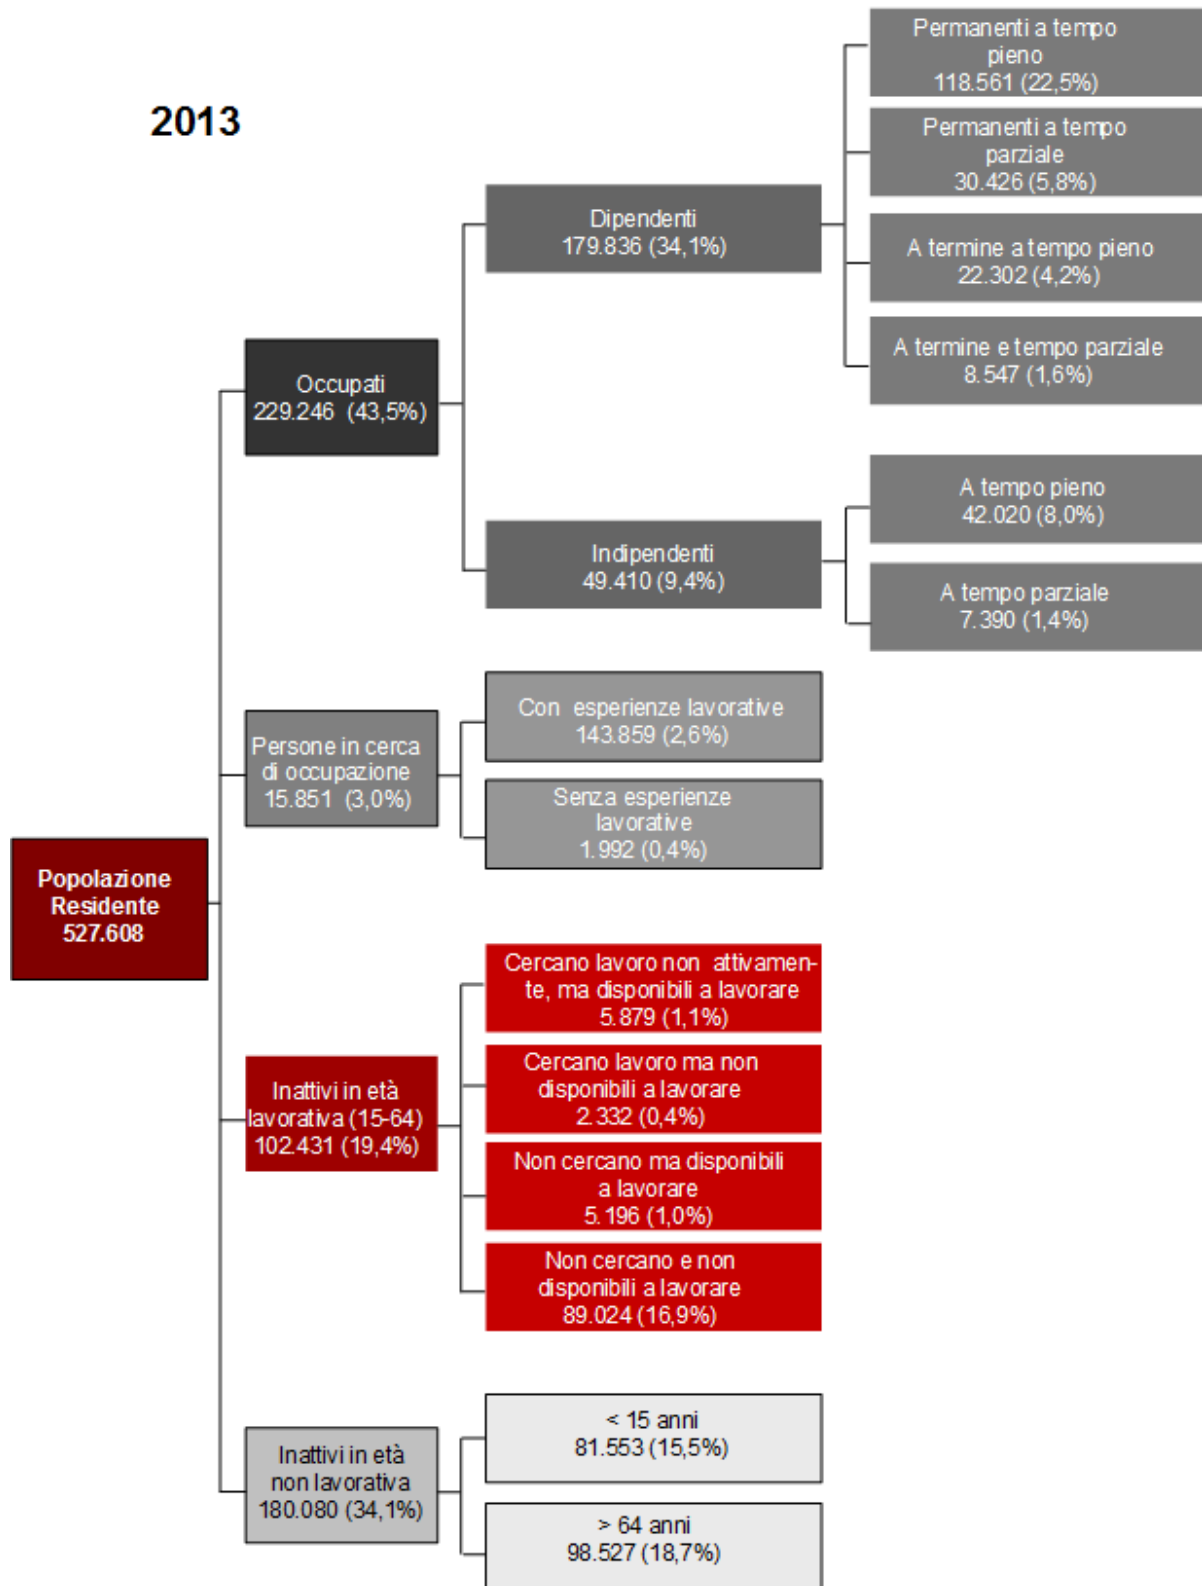 2013
Popolazione
Residente
527.608
Occupati
229.246 (43,5%)
Dipendenti
179.836 (34,1%)
Permanenti a tempo
pieno
118.561 (22,5%)
Permanenti a tempo
parziale
30.426 (5,8%)
A termine a tempo pieno
22.302 (4,2%)
A termine e tempo parziale
8.547 (1,6%)
Indipendenti
49.410 (9,4%)
A tempo pieno
42.020 (8,0%)
A tempo parziale
7.390 (1,4%)
Persone in cerca
di occupazione
15.851 (3,0%)
Con esperienze lavorative
143.859 (2,6%)
Senza esperienze
lavorative
1.992 (0,4%)
Inattivi in età
lavorativa (15-64)
102.431 (19,4%)
Cercano lavoro non attivamen-
te, ma disponibili a lavorare
5.879 (1,1%)
Cercano lavoro ma non
disponibili a lavorare
2.332 (0,4%)
Non cercano ma disponibili
a lavorare
5.196 (1,0%)
Non cercano e non
disponibili a lavorare
89.024 (16,9%)
Inattivi in età
non lavorativa
180.080 (34,1%)
< 15 anni
81.553 (15,5%)
> 64 anni
98.527 (18,7%)